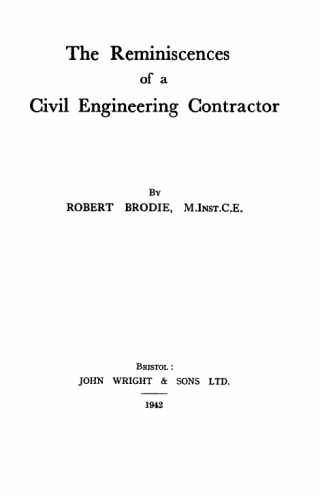 The Reminiscences
of a
Civil Engineering Contractor
By
ROBERT BRODIE, M.Inst.C.E.
Bristol :
JOHN WRIGHT & SONS LTD.
1942